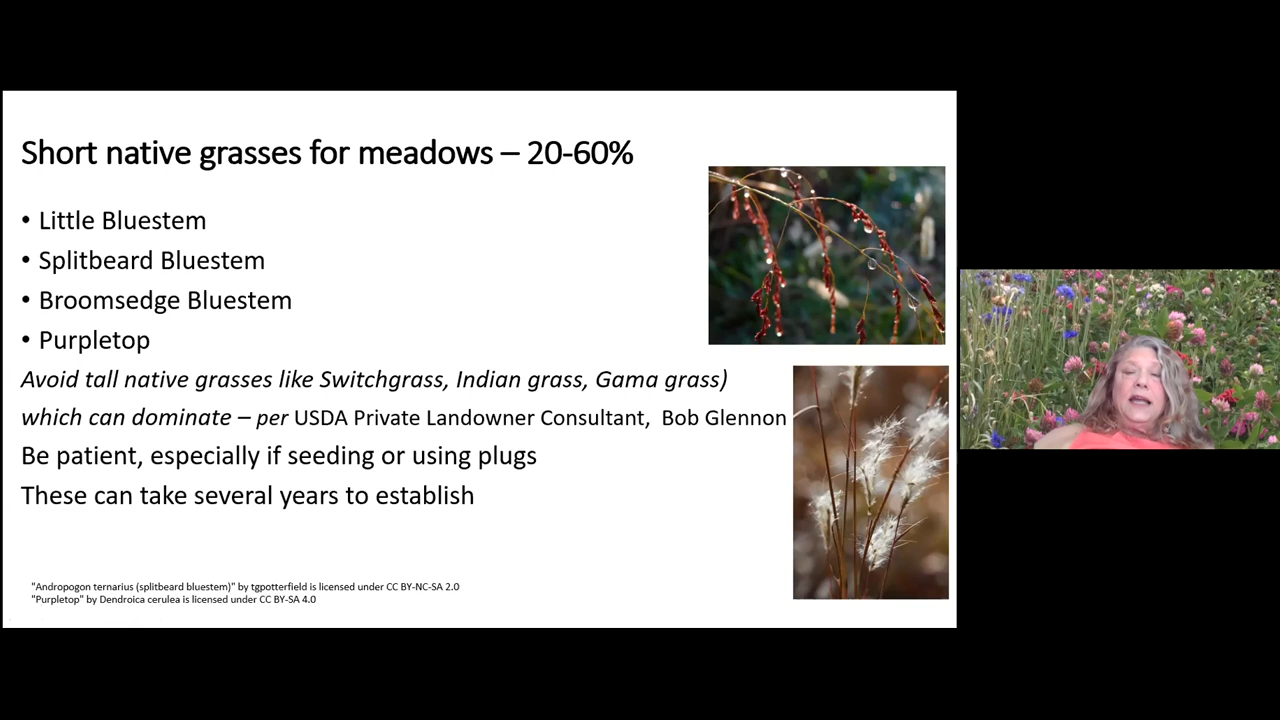 Short native grasses for meadows – 20-60%
• Little Bluestem
• Splitbeard Bluestem
• Broomsedge Bluestem
• Purpletop
Avoid tall native grasses like Switchgrass, Indian grass, Gama grass)
which can dominate – per USDA Private Landowner Consultant,  Bob Glennon
Be patient, especially if seeding or using plugs
These can take several years to establish
"Andropogon ternarius (splitbeard bluestem)" by tgpotterfield is licensed under CC BY-NC-SA 2.0
"Purpletop" by Dendroica cerulea is licensed under CC BY-SA 4.0